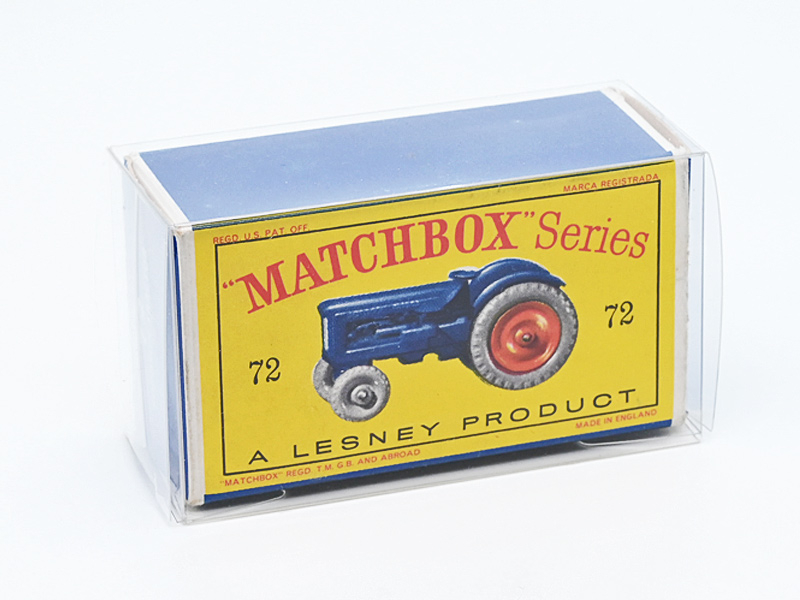 REGD. U.S. PAT. OFF.
MARCA REGISTRADA
"MATCHBOX" Series
72
72
A LESNEY PRODUCT
MADE IN ENGLAND
"MATCHBOX" REGD. T.M. G.B. AND ABROAD